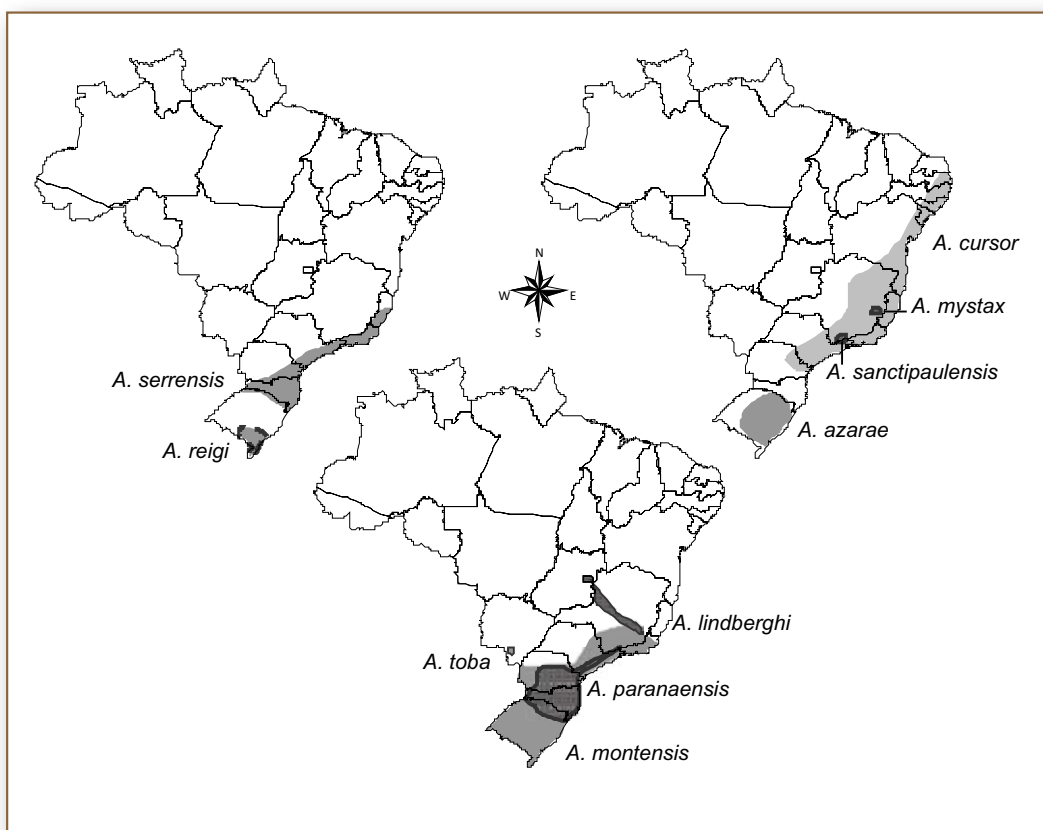 N
W E
S
A. serrensis
A. reigi
A. cursor
A. mystax
A. sanctipaulensis
A. azarae
A. lindberghi
A. toba
A. paranaensis
A. montensis